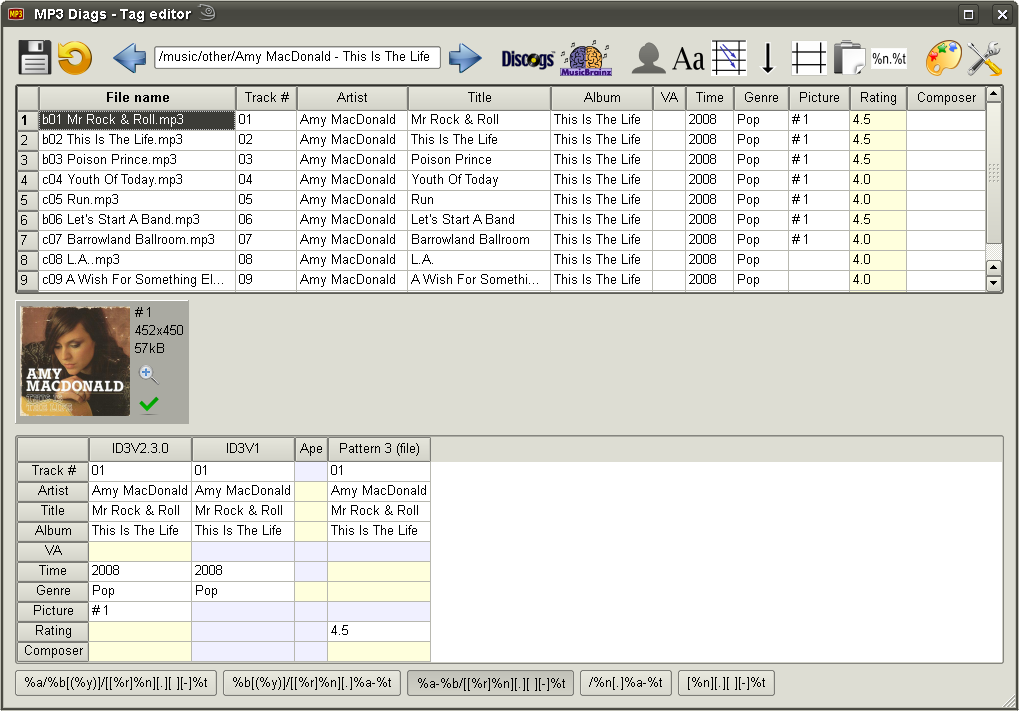 MP3 MP3 Diags - Tag editor
/music/other/Amy MacDonald - This Is The Life Discogs MusicBrainz Aa %n.%t
File name Track # Artist Title Album VA Time Genre Picture Rating Composer
1 b01 Mr Rock & Roll.mp3 01 Amy MacDonald Mr Rock & Roll This Is The Life 2008 Pop #1 4.5
2 b02 This Is The Life.mp3 02 Amy MacDonald This Is The Life This Is The Life 2008 Pop #1 4.5
3 b03 Poison Prince.mp3 03 Amy MacDonald Poison Prince This Is The Life 2008 Pop #1 4.5
4 c04 Youth Of Today.mp3 04 Amy MacDonald Youth Of Today This Is The Life 2008 Pop #1 4.0
5 c05 Run.mp3 05 Amy MacDonald Run This Is The Life 2008 Pop #1 4.0
6 b06 Let's Start A Band.mp3 06 Amy MacDonald Let's Start A Band This Is The Life 2008 Pop #1 4.5
7 c07 Barrowland Ballroom.mp3 07 Amy MacDonald Barrowland Ballroom This Is The Life 2008 Pop #1 4.0
8 c08 L.A..mp3 08 Amy MacDonald L.A. This Is The Life 2008 Pop 4.0
9 c09 A Wish For Something El... 09 Amy MacDonald A Wish For Somethi... This Is The Life 2008 Pop 4.0
AMY
MACDONALD
THIS IS
THE LIFE
#1
452x450
57kB
ID3V2.3.0 ID3V1 Ape Pattern 3 (file)
Track # 01 01 01
Artist Amy MacDonald Amy MacDonald Amy MacDonald
Title Mr Rock & Roll Mr Rock & Roll Mr Rock & Roll
Album This Is The Life This Is The Life This Is The Life
VA
Time 2008 2008
Genre Pop Pop
Picture #1
Rating 4.5
Composer
%a/%b[(%y)]/[[%r]%n][.][ ][-]%t %b[(%y)]/[[%r]%n][.]%a-%t %a-%b/[[%r]%n][.][ ][-]%t /%n[.]%a-%t [%n][.][ ][-]%t